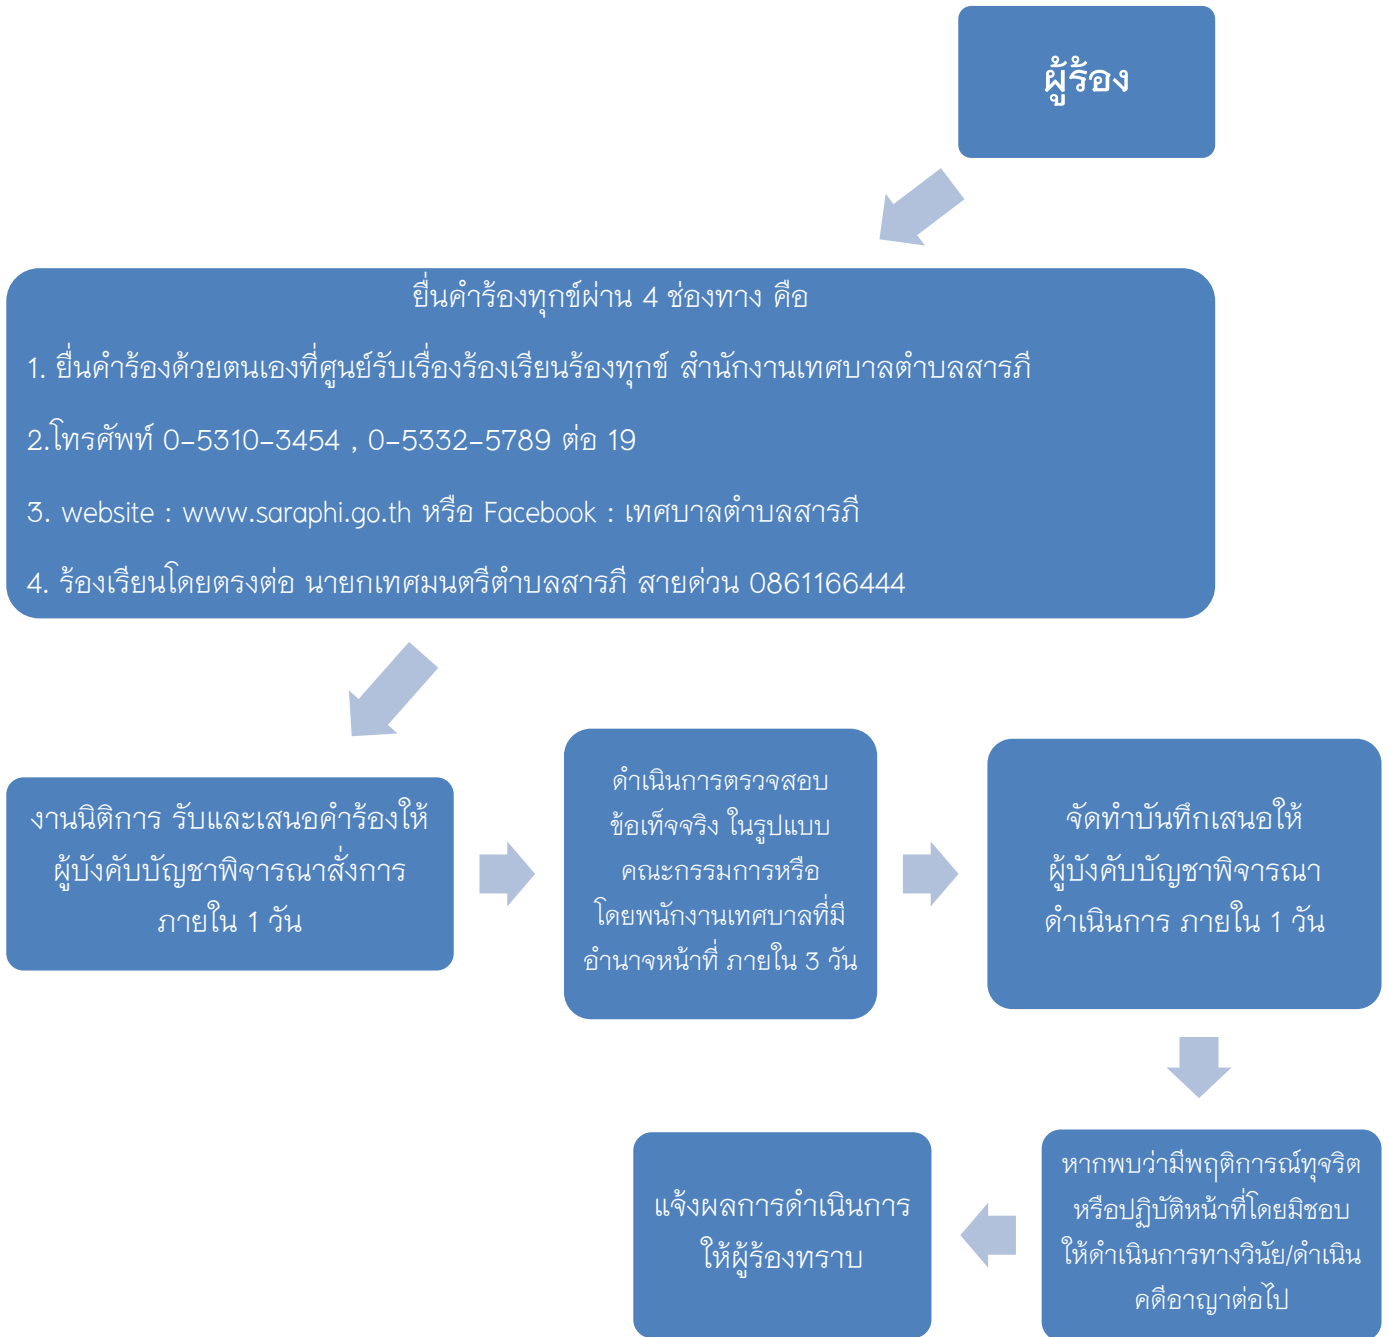 ผู้ร้อง
ยื่นคำร้องทุกข์ผ่าน 4 ช่องทาง คือ
1. ยื่นคำร้องด้วยตนเองที่ศูนย์รับเรื่องร้องเรียนร้องทุกข์ สำนักงานเทศบาลตำบลสารภี
2.โทรศัพท์ 0-5310-3454 , 0-5332-5789 ต่อ 19
3. website : www.saraphi.go.th หรือ Facebook : เทศบาลตำบลสารภี
4. ร้องเรียนโดยตรงต่อ นายกเทศมนตรีตำบลสารภี สายด่วน 0861166444
งานนิติการ รับและเสนอคำร้องให้
ผู้บังคับบัญชาพิจารณาสั่งการ
ภายใน 1 วัน
ดำเนินการตรวจสอบ
ข้อเท็จจริง ในรูปแบบ
คณะกรรมการหรือ
โดยพนักงานเทศบาลที่มี
อำนาจหน้าที่ ภายใน 3 วัน
จัดทำบันทึกเสนอให้
ผู้บังคับบัญชาพิจารณา
ดำเนินการ ภายใน 1 วัน
หากพบว่ามีพฤติการณ์ทุจริต
หรือปฏิบัติหน้าที่โดยมิชอบ
ให้ดำเนินการทางวินัย/ดำเนิน
คดีอาญาต่อไป
แจ้งผลการดำเนินการ
ให้ผู้ร้องทราบ